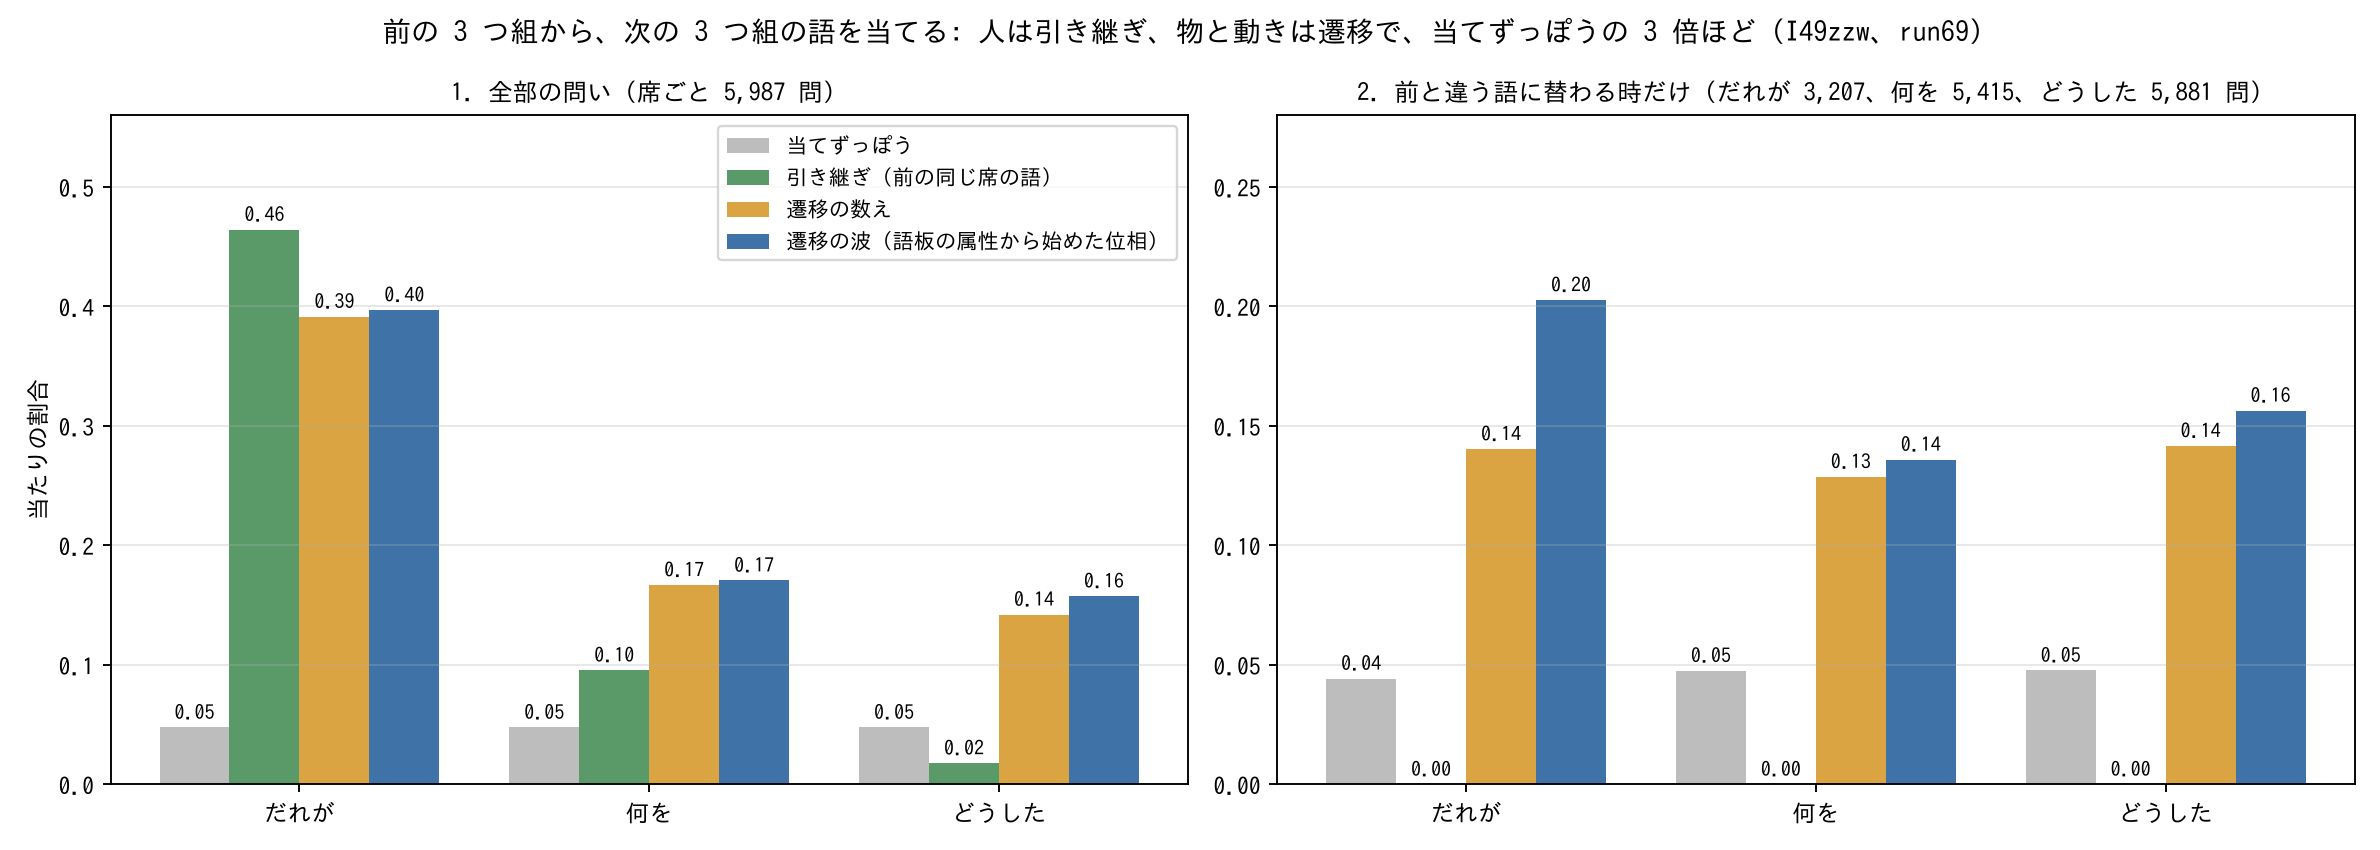 前の 3 つ組から、次の 3 つ組の語を当てる: 人は引き継ぎ、物と動きは遷移で、当てずっぽうの 3 倍ほど（I49zzw、run69）
1. 全部の問い（席ごと 5,987 問）
当たりの割合
0.5
0.4
0.3
0.2
0.1
0.0
当てずっぽう
引き継ぎ（前の同じ席の語）
遷移の数え
遷移の波（語板の属性から始めた位相）
0.05
0.46
0.39
0.40
0.05
0.10
0.17
0.17
0.05
0.02
0.14
0.16
だれが
何を
どうした
2. 前と違う語に替わる時だけ（だれが 3,207、何を 5,415、どうした 5,881 問）
0.25
0.20
0.15
0.10
0.05
0.00
0.04
0.00
0.14
0.20
0.05
0.00
0.13
0.14
0.05
0.00
0.14
0.16
だれが
何を
どうした